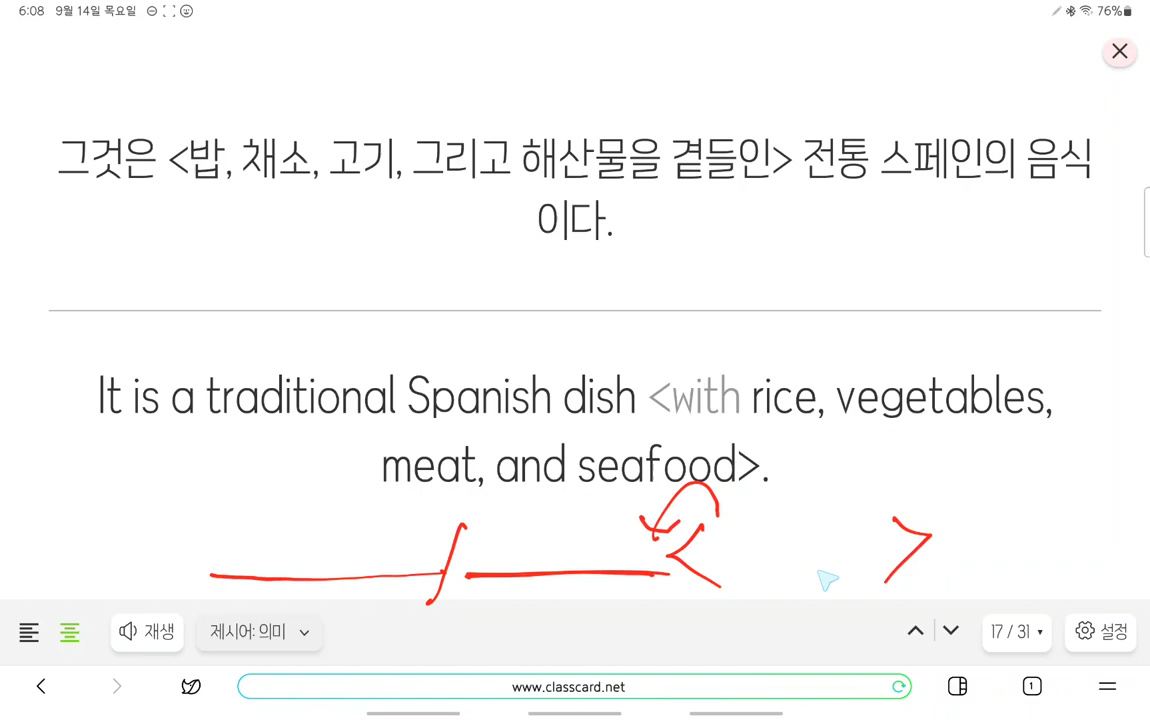 6:08 9월 14일 목요일 76%
그것은 <밥, 채소, 고기, 그리고 해산물을 곁들인> 전통 스페인의 음식
이다.
It is a traditional Spanish dish <with rice, vegetables,
meat, and seafood>.
< >
재생 제시어: 의미 17 / 31 설정
www.classcard.net 1